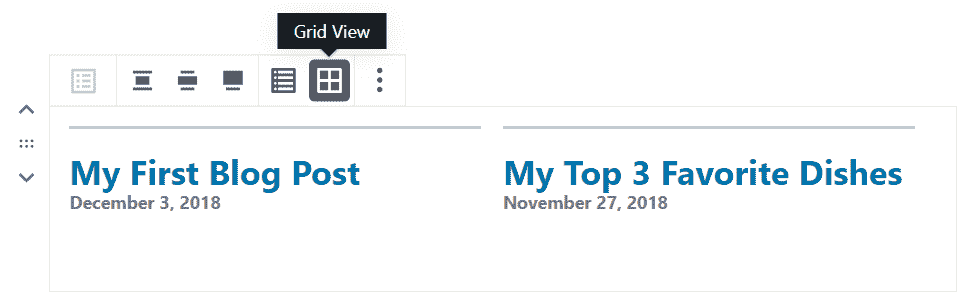 Grid View
My First Blog Post
December 3, 2018
My Top 3 Favorite Dishes
November 27, 2018